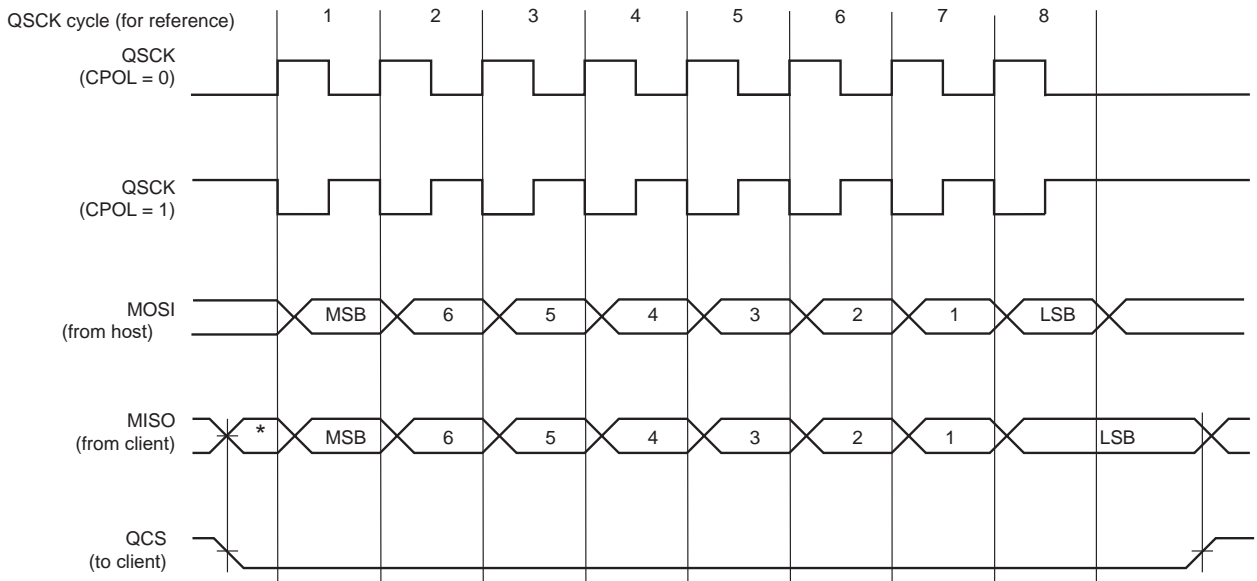 QSCK cycle (for reference)
1 2 3 4 5 6 7 8
QSCK
(CPOL = 0)
QSCK
(CPOL = 1)
MOSI
(from host)
MSB 6 5 4 3 2 1 LSB
MISO
(from client)
* MSB 6 5 4 3 2 1 LSB
QCS
(to client)